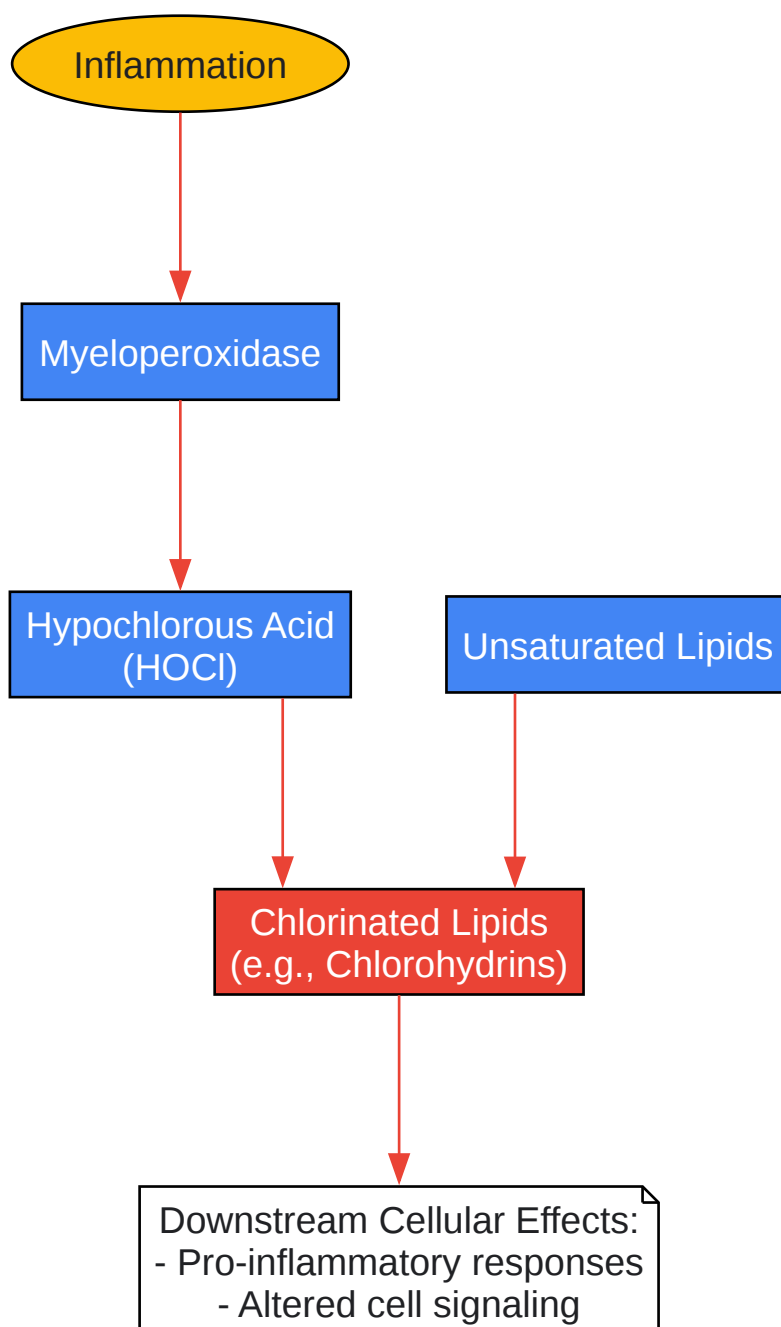 Inflammation
Myeloperoxidase
Hypochlorous Acid
(HOCl)
Unsaturated Lipids
Chlorinated Lipids
(e.g., Chlorohydrins)
Downstream Cellular Effects:
- Pro-inflammatory responses
- Altered cell signaling